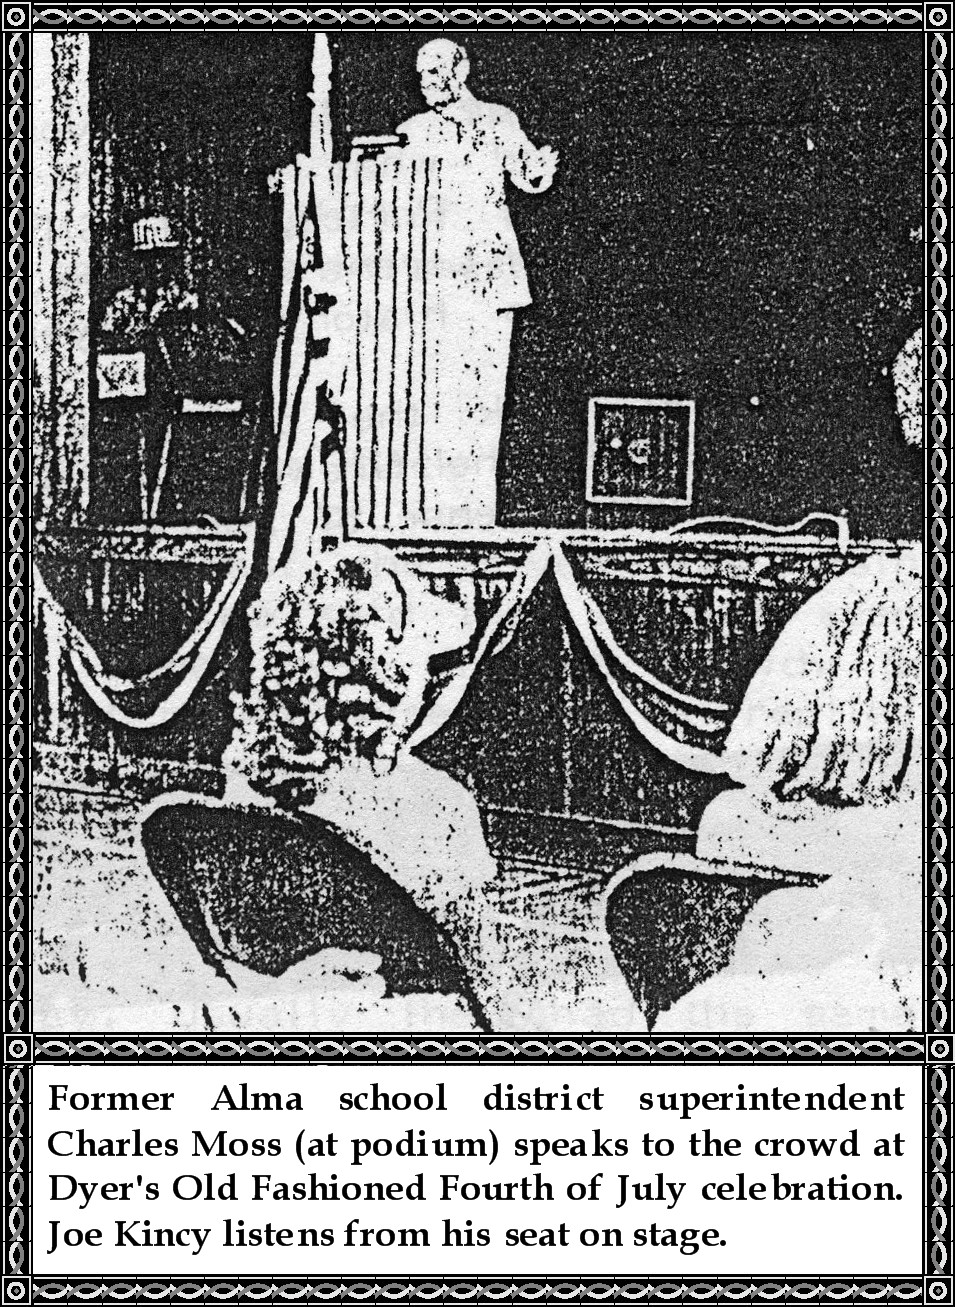 Former Alma school district superintendent
Charles Moss (at podium) speaks to the crowd at
Dyer's Old Fashioned Fourth of July celebration.
Joe Kincy listens from his seat on stage.